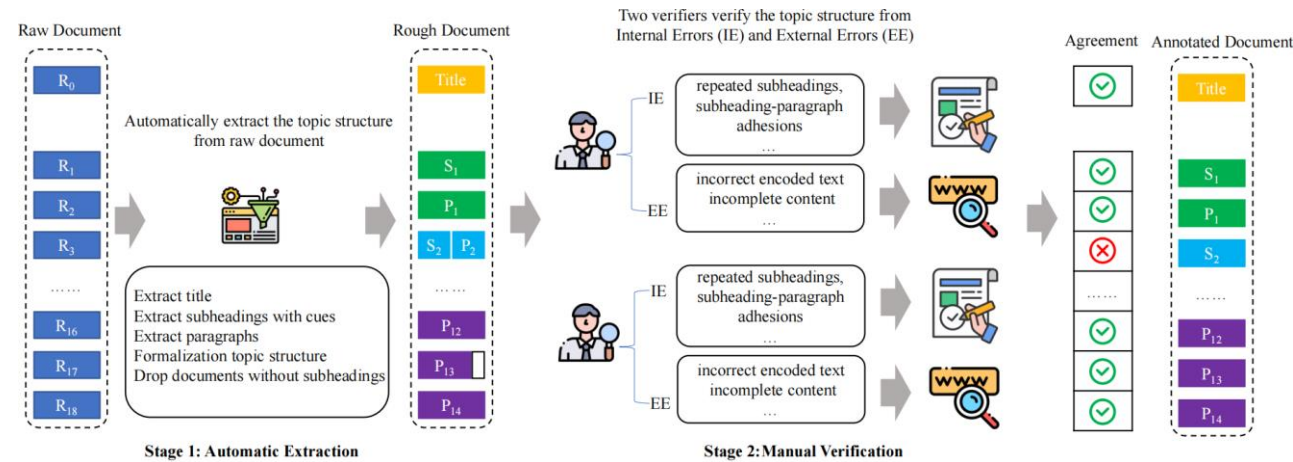 Raw Document
R0
R1
R2
R3
……
R16
R17
R18
Automatically extract the topic structure
from raw document
Extract title
Extract subheadings with cues
Extract paragraphs
Formalization topic structure
Drop documents without subheadings
Stage 1: Automatic Extraction
Rough Document
Title
S1
P1
S2 P2
……
P12
P13
P14
Two verifiers verify the topic structure from
Internal Errors (IE) and External Errors (EE)
IE
repeated subheadings,
subheading-paragraph
adhesions
…
EE
incorrect encoded text
incomplete content
…
WWW
IE
repeated subheadings,
subheading-paragraph
adhesions
…
EE
incorrect encoded text
incomplete content
…
WWW
Stage 2: Manual Verification
Agreement
……
Annotated Document
Title
S1
P1
S2
……
P12
P13
P14